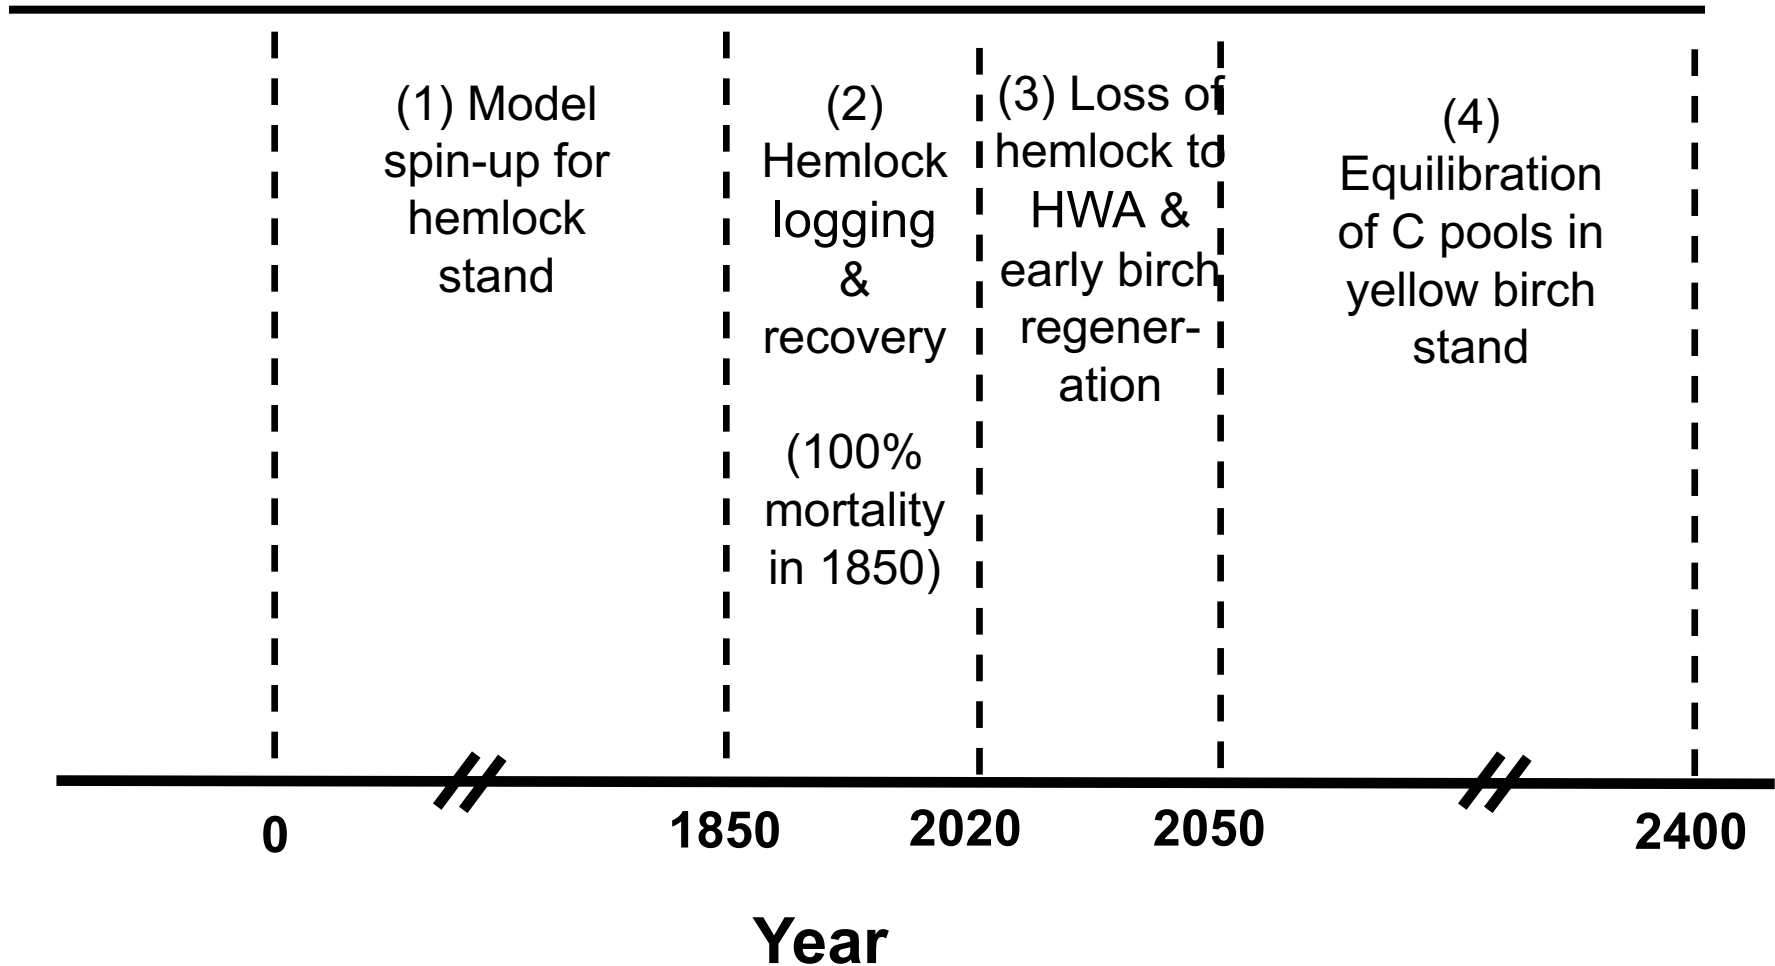 (1) Model
spin-up for
hemlock
stand
(2)
Hemlock
logging
&
recovery
(100%
mortality
in 1850)
(3) Loss of
hemlock to
HWA &
early birch
regener-
ation
(4)
Equilibration
of C pools in
yellow birch
stand
0
1850
2020
2050
2400
Year